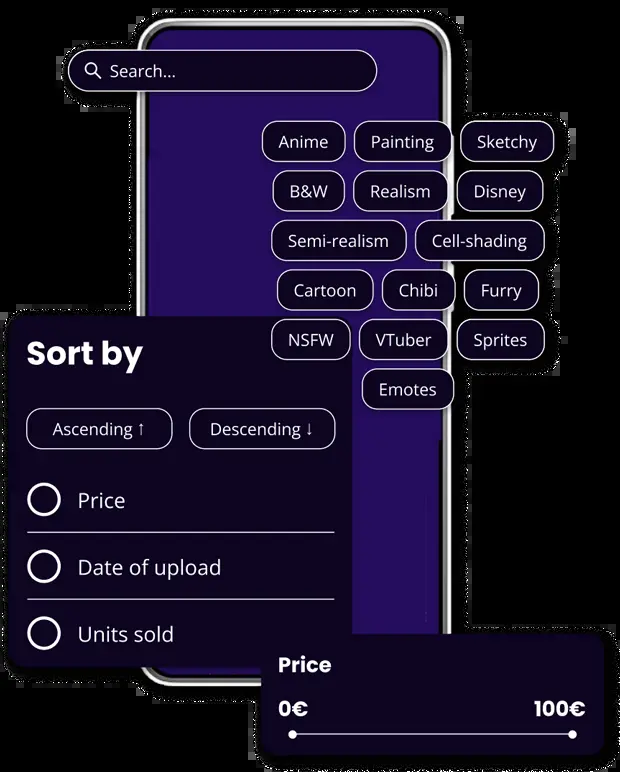 Search...
Anime Painting Sketchy
B&W Realism Disney
Semi-realism Cell-shading
Cartoon Chibi Furry
NSFW VTuber Sprites
Emotes
Sort by
Ascending ↑ Descending ↓
Price
Date of upload
Units sold
Price
0€ 100€